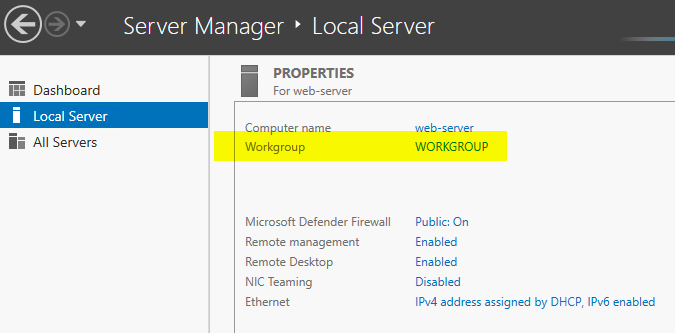 Server Manager ‣ Local Server
Dashboard
Local Server
All Servers
PROPERTIES
For web-server
Computer name web-server
Workgroup WORKGROUP
Microsoft Defender Firewall Public: On
Remote management Enabled
Remote Desktop Enabled
NIC Teaming Disabled
Ethernet IPv4 address assigned by DHCP, IPv6 enabled